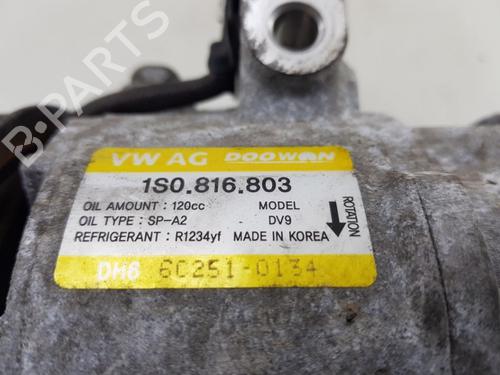 B-Parts
VW AG DOOWON
1S0.816.803
OIL AMOUNT : 120cc MODEL
OIL TYPE : SP-A2 DV9
REFRIGERANT : R1234yf MADE IN KOREA
ROTATION
DH8 6C251-0134